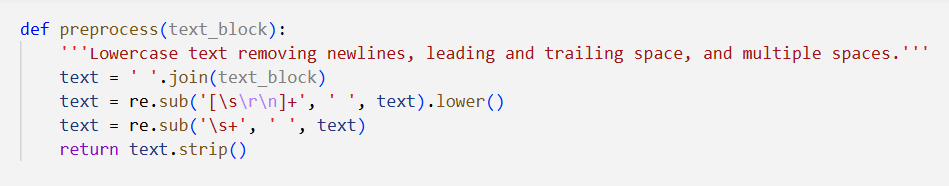 def preprocess(text_block):
    '''Lowercase text removing newlines, leading and trailing space, and multiple spaces.'''
    text = ' '.join(text_block)
    text = re.sub('[\s\r\n]+', ' ', text).lower()
    text = re.sub('\s+', ' ', text)
    return text.strip()